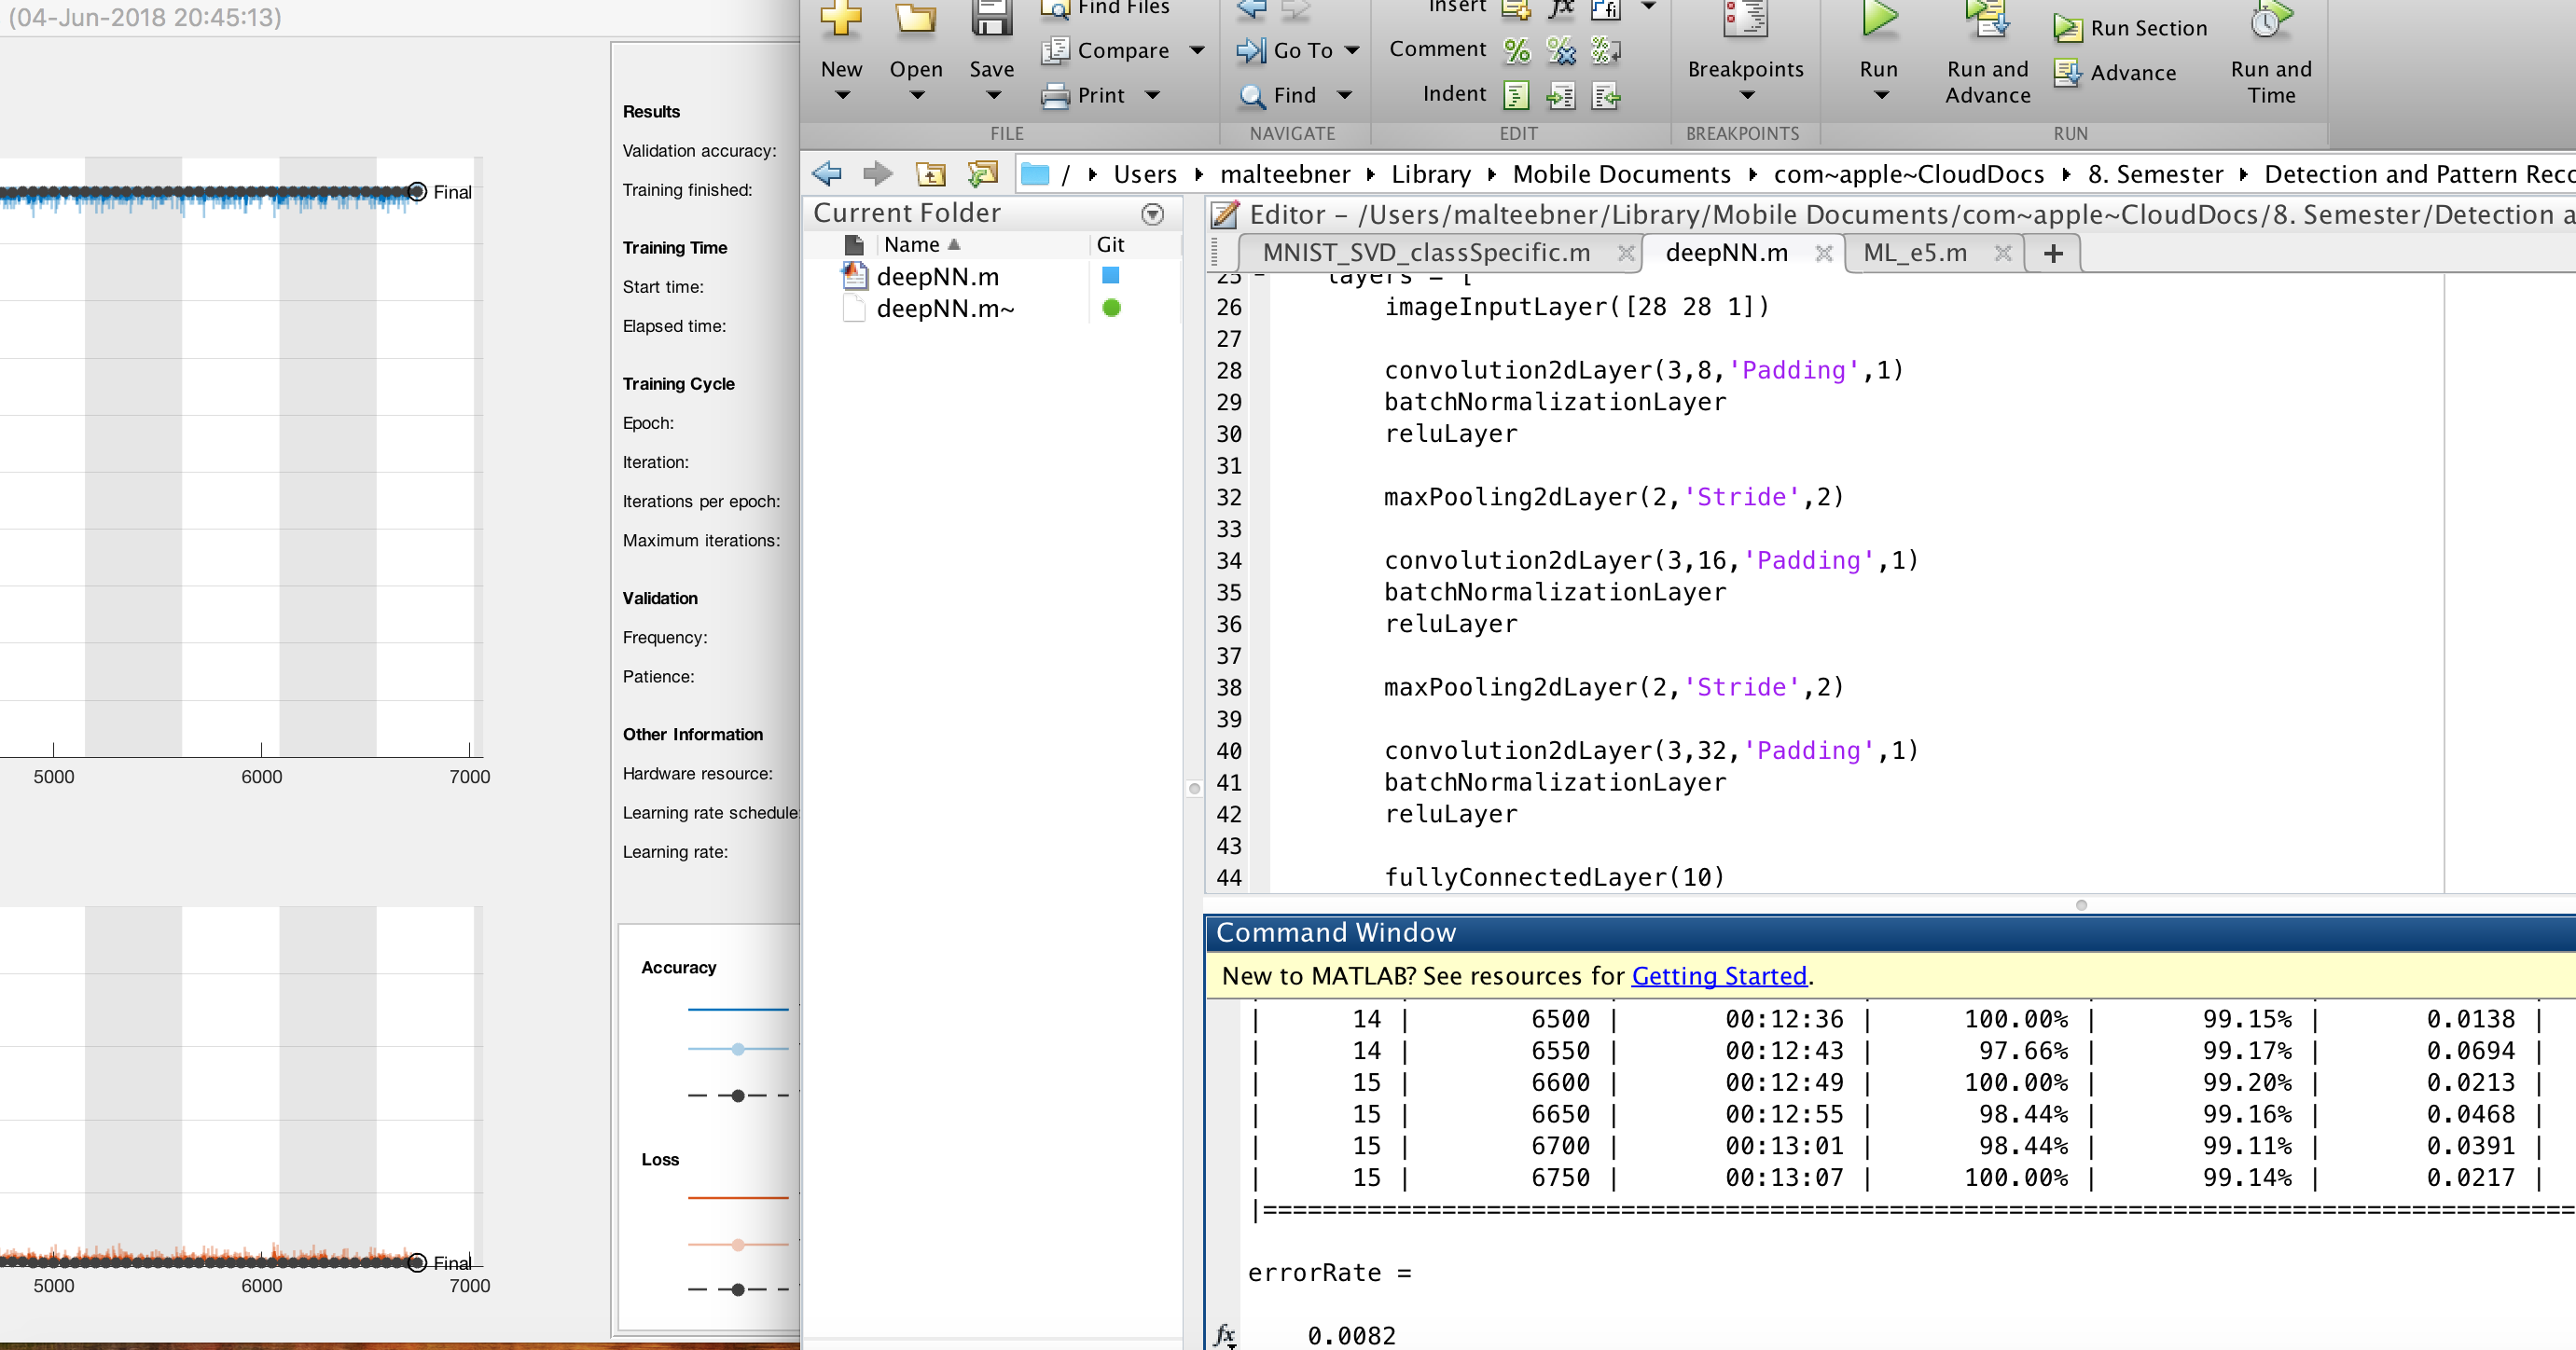 (04-Jun-2018 20:45:13)
Final
5000 6000 7000
Final
5000 6000 7000
Results
Validation accuracy:
Training finished:
Training Time
Start time:
Elapsed time:
Training Cycle
Epoch:
Iteration:
Iterations per epoch:
Maximum iterations:
Validation
Frequency:
Patience:
Other Information
Hardware resource:
Learning rate schedule:
Learning rate:
Accuracy
Loss
New
Open
Save
Find Files
Compare
Print
FILE
Go To
Find
NAVIGATE
Insert
Comment
Indent
EDIT
Breakpoints
BREAKPOINTS
Run
Run and
Advance
Run Section
Advance
Run and
Time
RUN
/ Users malteebner Library Mobile Documents com~apple~CloudDocs 8. Semester Detection and Pattern Reco
Current Folder
Name Git
deepNN.m
deepNN.m~
Editor – /Users/malteebner/Library/Mobile Documents/com~apple~CloudDocs/8. Semester/Detection a
MNIST_SVD_classSpecific.m deepNN.m ML_e5.m +
25 – layers = [
26 imageInputLayer([28 28 1])
27
28 convolution2dLayer(3,8,'Padding',1)
29 batchNormalizationLayer
30 reluLayer
31
32 maxPooling2dLayer(2,'Stride',2)
33
34 convolution2dLayer(3,16,'Padding',1)
35 batchNormalizationLayer
36 reluLayer
37
38 maxPooling2dLayer(2,'Stride',2)
39
40 convolution2dLayer(3,32,'Padding',1)
41 batchNormalizationLayer
42 reluLayer
43
44 fullyConnectedLayer(10)
Command Window
New to MATLAB? See resources for Getting Started.
| 14 | 6500 | 00:12:36 | 100.00% | 99.15% | 0.0138 |
| 14 | 6550 | 00:12:43 | 97.66% | 99.17% | 0.0694 |
| 15 | 6600 | 00:12:49 | 100.00% | 99.20% | 0.0213 |
| 15 | 6650 | 00:12:55 | 98.44% | 99.16% | 0.0468 |
| 15 | 6700 | 00:13:01 | 98.44% | 99.11% | 0.0391 |
| 15 | 6750 | 00:13:07 | 100.00% | 99.14% | 0.0217 |
|=========================================================================================
errorRate =
fx 0.0082